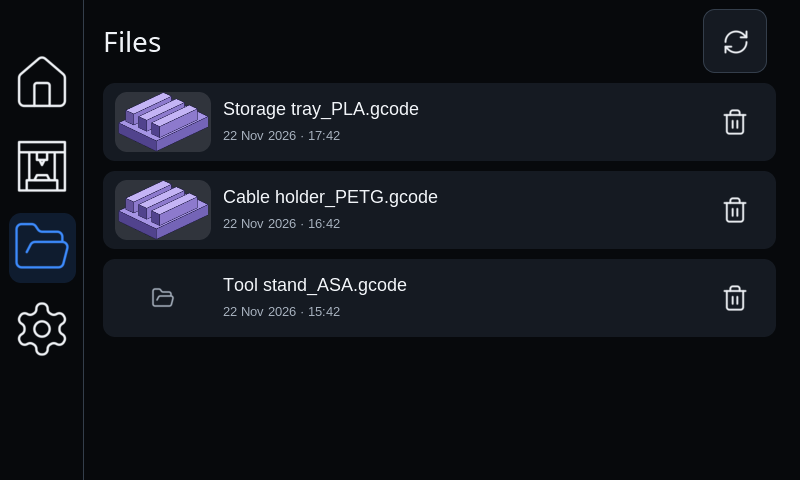 Files
Storage tray_PLA.gcode
22 Nov 2026 · 17:42
Cable holder_PETG.gcode
22 Nov 2026 · 16:42
Tool stand_ASA.gcode
22 Nov 2026 · 15:42